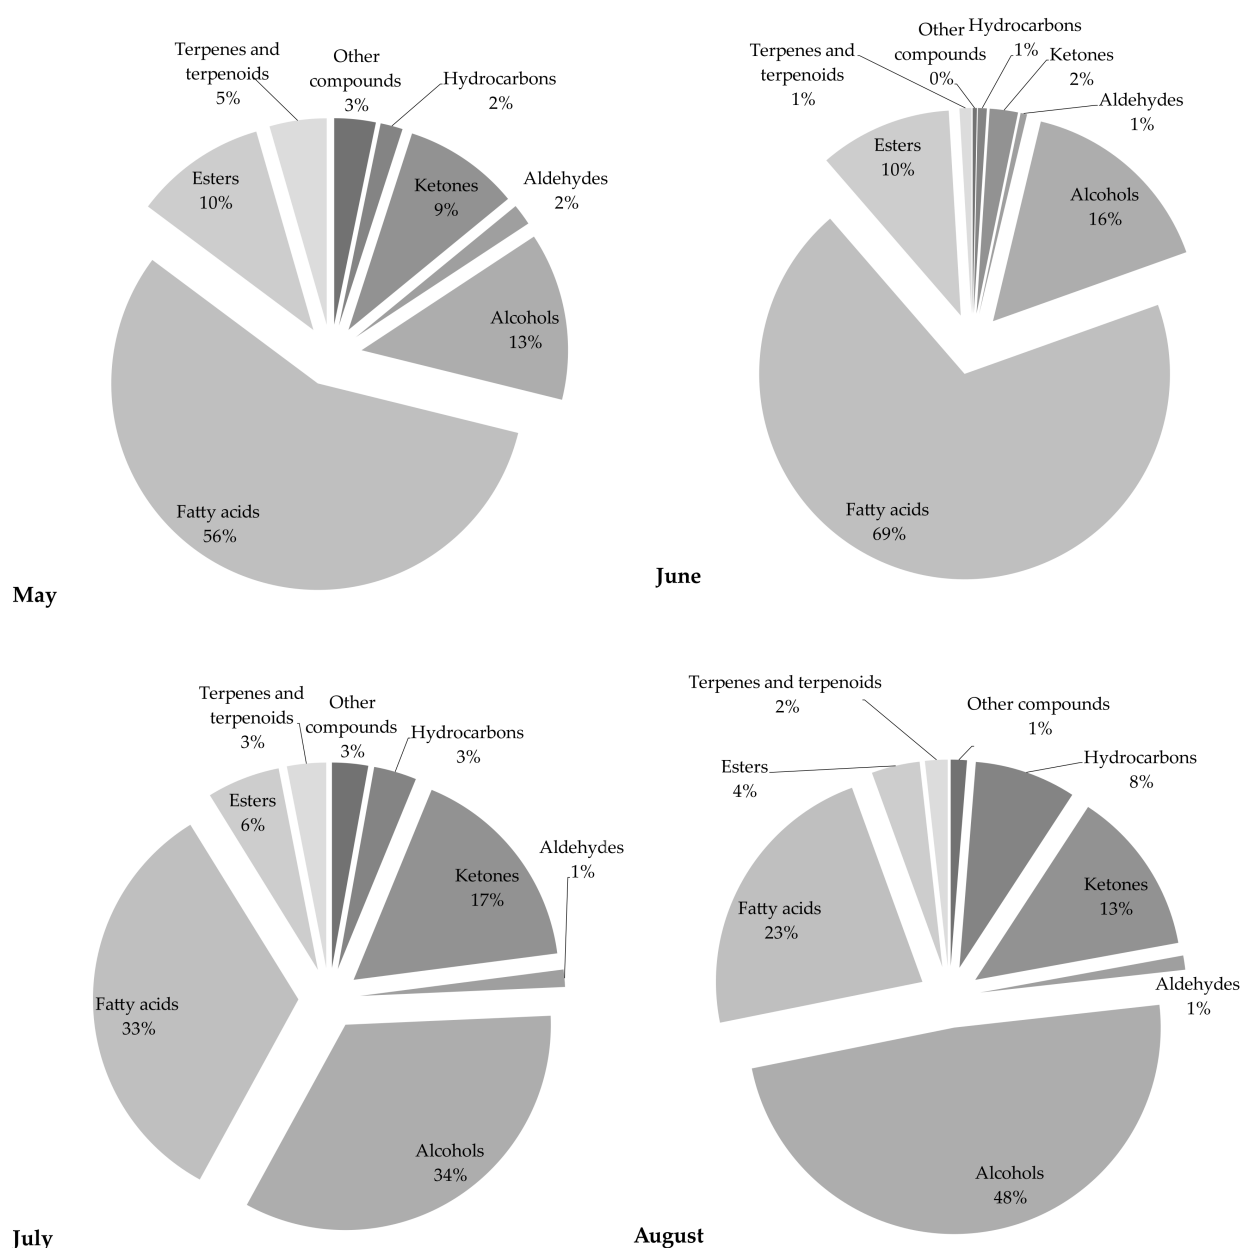 Terpenes and
terpenoids
5%
Other
compounds
3%
Hydrocarbons
2%
Esters
10%
Ketones
9%
Aldehydes
2%
Alcohols
13%
Fatty acids
56%
May
Terpenes and
terpenoids
1%
Other
compounds
0%
Hydrocarbons
1%
Ketones
2%
Aldehydes
1%
Esters
10%
Alcohols
16%
Fatty acids
69%
June
Terpenes and
terpenoids
3%
Other
compounds
3%
Hydrocarbons
3%
Esters
6%
Ketones
17%
Aldehydes
1%
Fatty acids
33%
Alcohols
34%
July
Terpenes and terpenoids
2%
Other compounds
1%
Esters
4%
Hydrocarbons
8%
Ketones
13%
Fatty acids
23%
Aldehydes
1%
Alcohols
48%
August